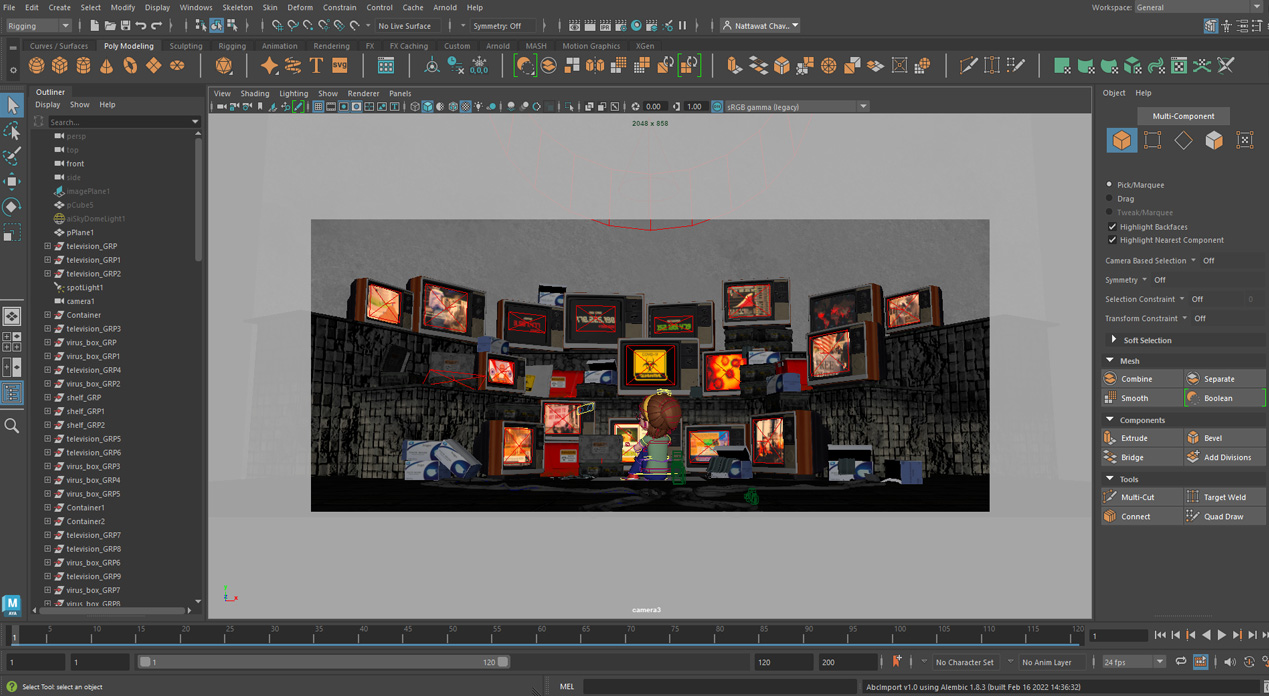 File Edit Create Select Modify Display Windows Skeleton Skin Deform Constrain Control Cache Arnold Help
Workspace: General
Rigging
No Live Surface
Symmetry: Off
Nattawat Chav...
Curves / Surfaces Poly Modeling Sculpting Rigging Animation Rendering FX FX Caching Custom Arnold MASH Motion Graphics XGen
SVG
0,0,0
Outliner
Display Show Help
Search...
persp
top
front
side
imagePlane1
pCube5
aiSkyDomeLight1
pPlane1
television_GRP
television_GRP1
television_GRP2
spotLight1
camera1
Container
television_GRP3
virus_box_GRP
virus_box_GRP1
television_GRP4
virus_box_GRP2
shelf_GRP
shelf_GRP1
shelf_GRP2
television_GRP5
television_GRP6
virus_box_GRP3
virus_box_GRP4
virus_box_GRP5
Container1
Container2
television_GRP7
television_GRP8
virus_box_GRP6
television_GRP9
virus_box_GRP7
virus_box_GRP8
View Shading Lighting Show Renderer Panels
0.00
1.00
sRGB gamma (legacy)
2048 x 858
camera3
Object Help
Multi-Component
Pick/Marquee
Drag
Tweak/Marquee
Highlight Backfaces
Highlight Nearest Component
Camera Based Selection Off
Symmetry Off
Selection Constraint Off 0
Transform Constraint Off
Soft Selection
Mesh
Combine Separate
Smooth Boolean
Components
Extrude Bevel
Bridge Add Divisions
Tools
Multi-Cut Target Weld
Connect Quad Draw
1 5 10 15 20 25 30 35 40 45 50 55 60 65 70 75 80 85 90 95 100 105 110 115 120
1
1 1 1 120 120 200
No Character Set
No Anim Layer
24 fps
Select Tool: select an object
MEL
AbcImport v1.0 using Alembic 1.8.3 (built Feb 16 2022 14:36:32)